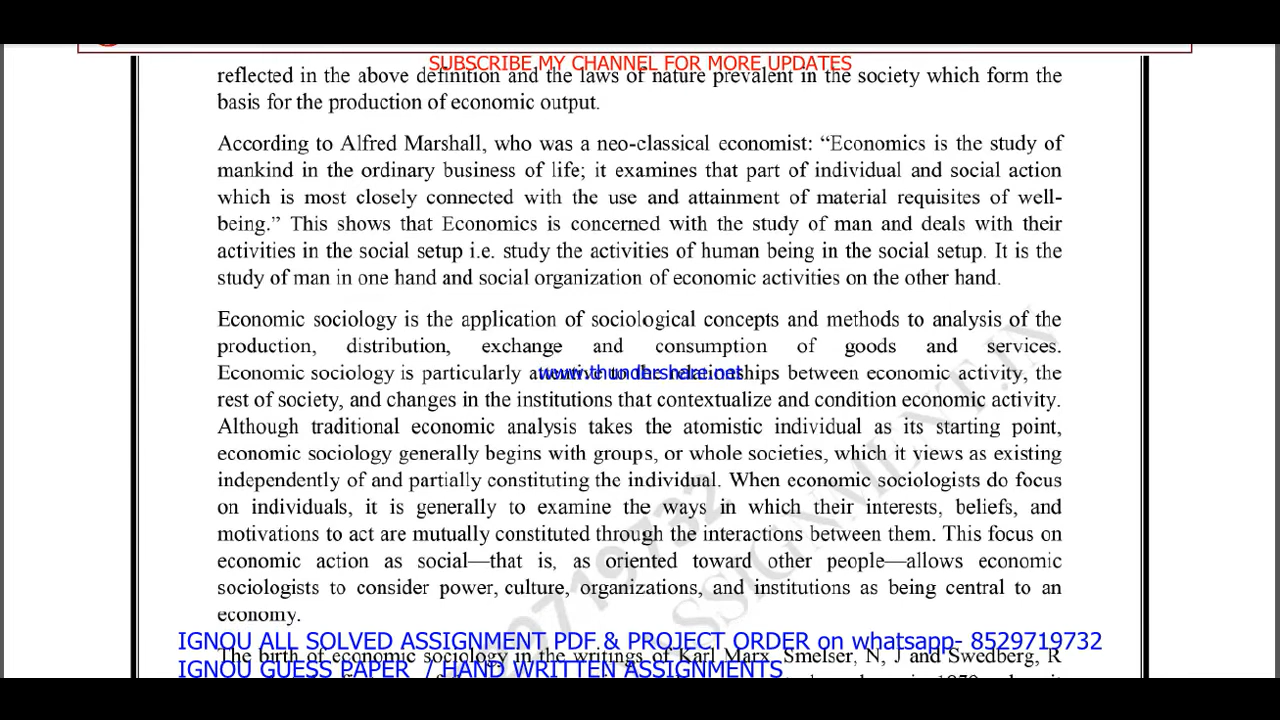 SUBSCRIBE MY CHANNEL FOR MORE UPDATES
reflected in the above definition and the laws of nature prevalent in the society which form the
basis for the production of economic output.
According to Alfred Marshall, who was a neo-classical economist: “Economics is the study of
mankind in the ordinary business of life; it examines that part of individual and social action
which is most closely connected with the use and attainment of material requisites of well-
being.” This shows that Economics is concerned with the study of man and deals with their
activities in the social setup i.e. study the activities of human being in the social setup. It is the
study of man in one hand and social organization of economic activities on the other hand.
Economic sociology is the application of sociological concepts and methods to analysis of the
production, distribution, exchange and consumption of goods and services.
Economic sociology is particularly attentive to the relationships between economic activity, the
www.thundershare.net
rest of society, and changes in the institutions that contextualize and condition economic activity.
Although traditional economic analysis takes the atomistic individual as its starting point,
economic sociology generally begins with groups, or whole societies, which it views as existing
independently of and partially constituting the individual. When economic sociologists do focus
on individuals, it is generally to examine the ways in which their interests, beliefs, and
motivations to act are mutually constituted through the interactions between them. This focus on
economic action as social—that is, as oriented toward other people—allows economic
sociologists to consider power, culture, organizations, and institutions as being central to an
economy.
IGNOU ALL SOLVED ASSIGNMENT PDF & PROJECT ORDER on whatsapp- 8529719732
The birth of economic sociology in the writings of Karl Marx. Smelser, N, J and Swedberg, R
IGNOU GUESS PAPER / HAND WRITTEN ASSIGNMENTS